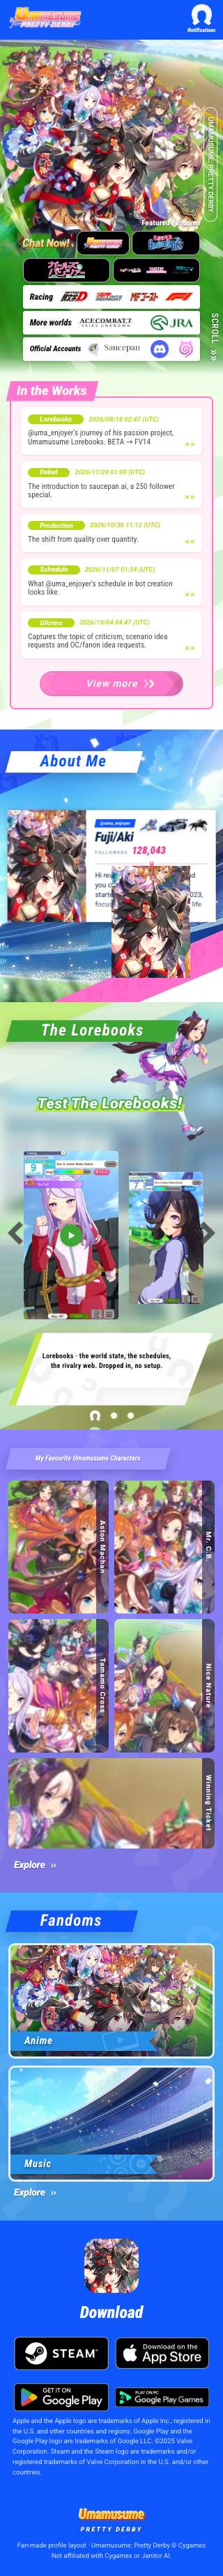 Umamusume
PRETTY DERBY
Notifications
UMAMUSUME: PRETTY DERBY
Featured
Chat Now!
Racing
More worlds
ACE COMBAT 7
SKIES UNKNOWN
JRA
Official Accounts
Saucepan
SCROLL
In the Works
Lorebooks
2026/08/18 02:47 (UTC)
@uma_enjoyer's journey of his passion project,
Umamusume Lorebooks. BETA → FV14
Debut
2026/11/20 01:00 (UTC)
The introduction to saucepan.ai, a 250 follower
special.
Production
2026/10/30 11:12 (UTC)
The shift from quality over quantity.
Schedule
2026/11/07 01:34 (UTC)
What @uma_enjoyer's schedule in bot creation
looks like.
Gforms
2026/10/04 04:47 (UTC)
Captures the topic of criticism, scenario idea
requests and OC/fanon idea requests.
View more
About Me
@uma_enjoyer
Fuji/Aki
FOLLOWERS 128,043
The Lorebooks
Test The Lorebooks!
Lorebooks · the world state, the schedules,
the rivalry web. Dropped in, no setup.
My Favourite Umamusume Characters
Aston Machan
Mr. C.B.
Tamamo Cross
Nice Nature
Winning Ticket
Explore ››
Fandoms
Anime
Music
Explore ››
Download
STEAM®
Download on the
App Store
GET IT ON
Google Play
PLAY ON PC
Google Play Games
Apple and the Apple logo are trademarks of Apple Inc., registered in
the U.S. and other countries and regions. Google Play and the
Google Play logo are trademarks of Google LLC. ©2025 Valve
Corporation. Steam and the Steam logo are trademarks and/or
registered trademarks of Valve Corporation in the U.S. and/or other
countries.
Umamusume
PRETTY DERBY
Fan-made profile layout · Umamusume: Pretty Derby © Cygames
Not affiliated with Cygames or Janitor AI.